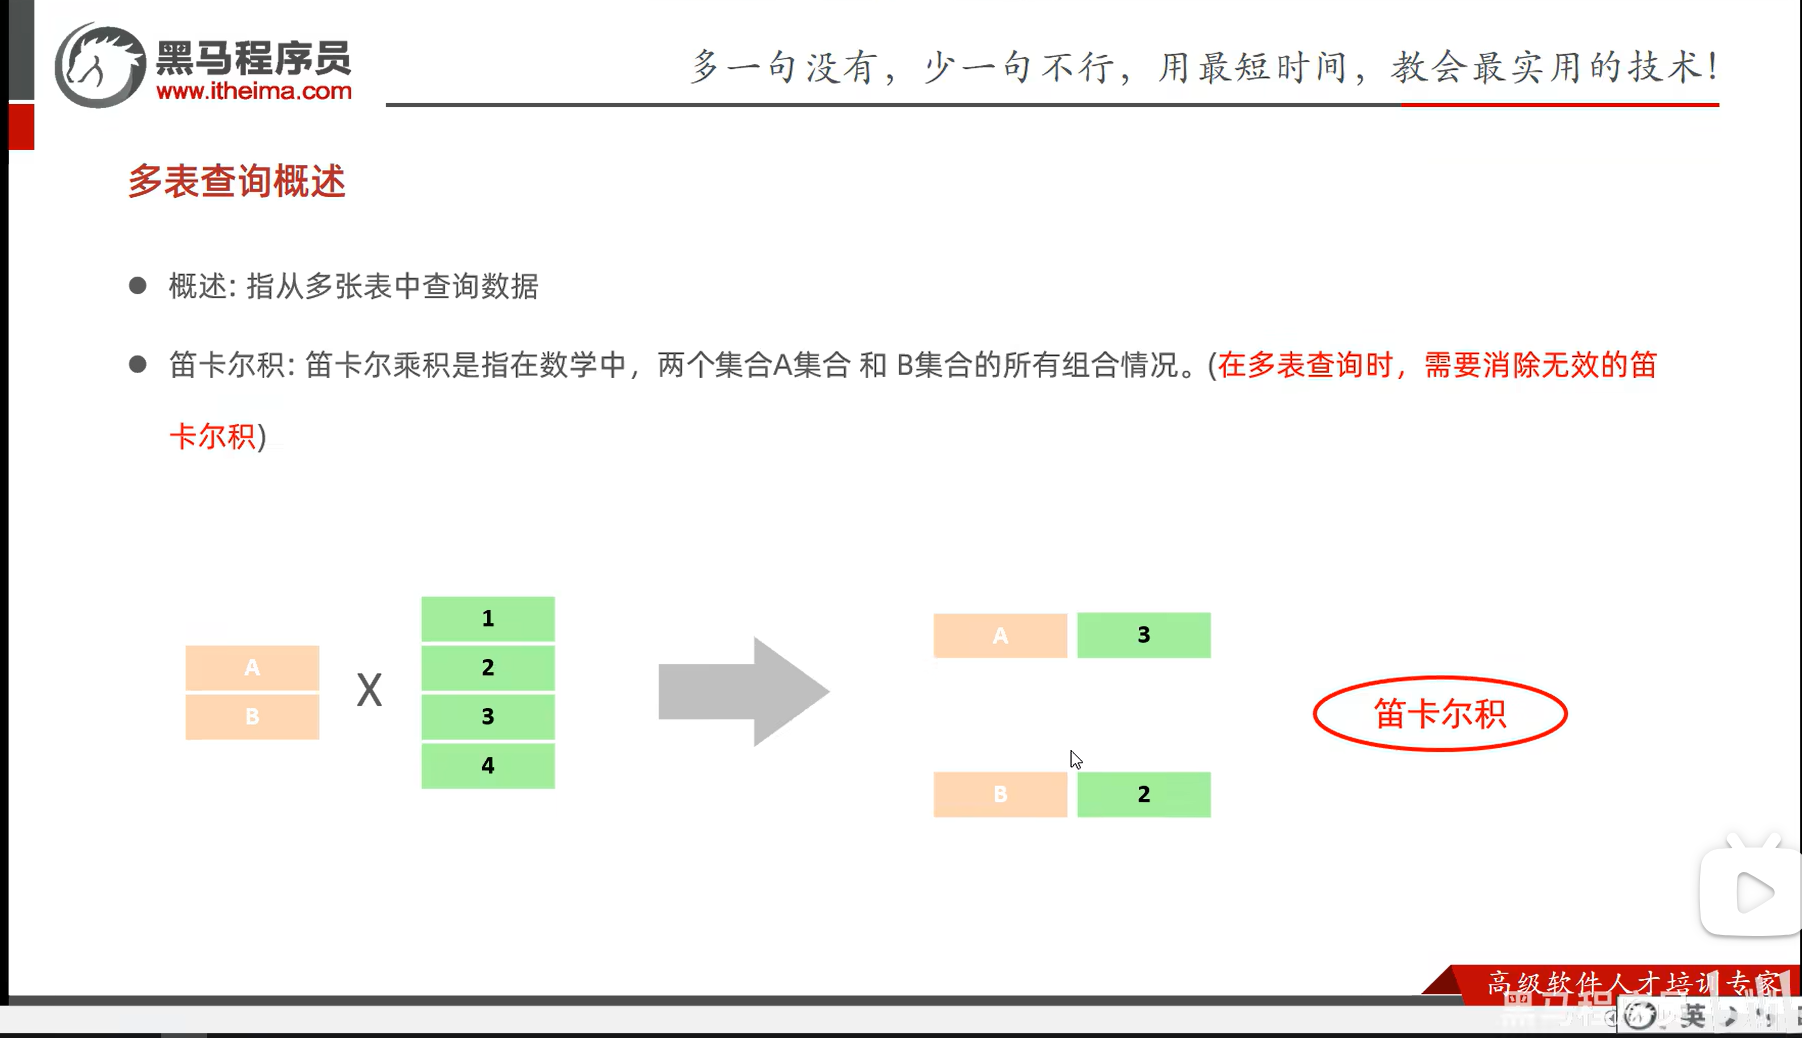 黑马程序员
www.itheima.com
多一句没有，少一句不行，用最短时间，教会最实用的技术！
多表查询概述
概述: 指从多张表中查询数据
笛卡尔积: 笛卡尔乘积是指在数学中，两个集合A集合 和 B集合的所有组合情况。(在多表查询时，需要消除无效的笛
卡尔积)
A
B
X
1
2
3
4
A 3
B 2
笛卡尔积
高级软件人才培训专家
英